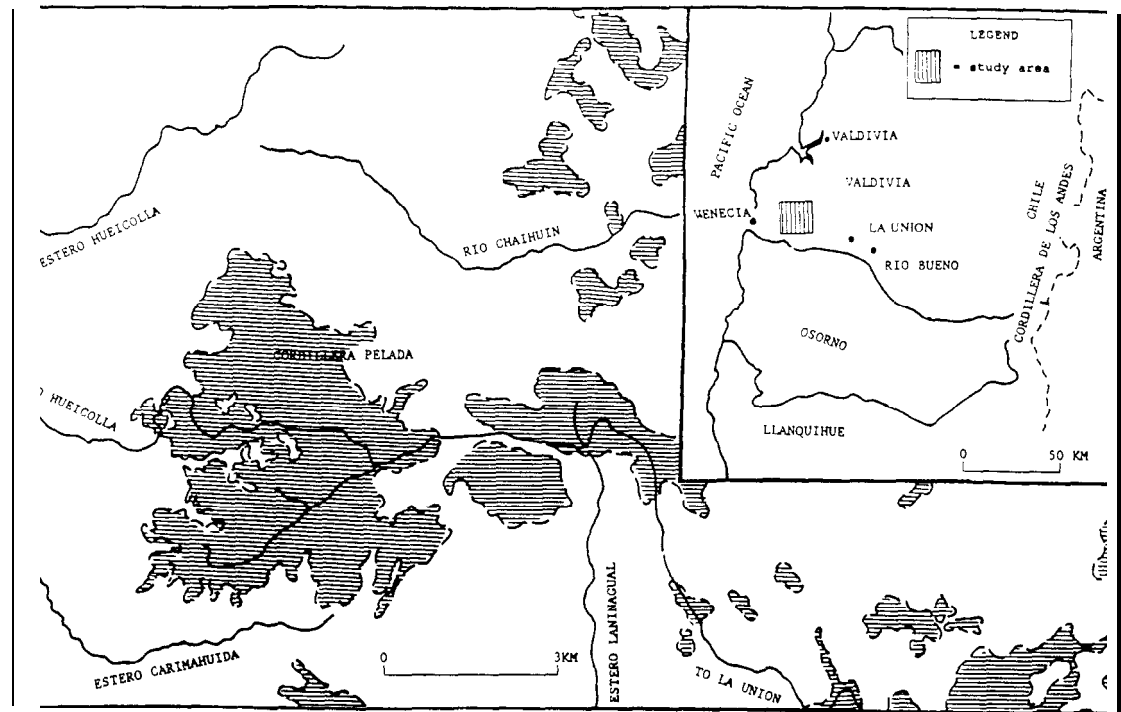 ESTERO HUEICOLLA
RIO CHAIHUIN
CORDILLERA PELADA
HUEICOLLA
ESTERO CARIMAHUIDA
0 3KM
ESTERO LANINAGUAL
TO LA UNION
LEGEND
= study area
PACIFIC OCEAN
VALDIVIA
VALDIVIA
VENECIA
LA UNION
RIO BUENO
CHILE
CORDILLERA DE LOS ANDES
ARGENTINA
OSORNO
LLANQUIHUE
0 50 KM